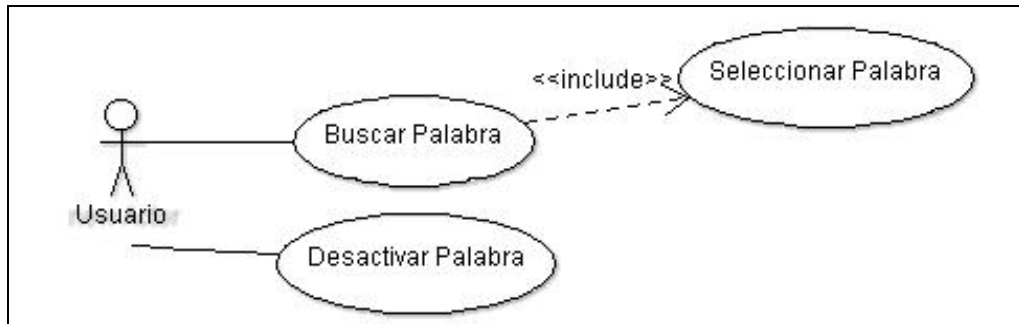 <<include>>
Seleccionar Palabra
Buscar Palabra
Usuario
Desactivar Palabra